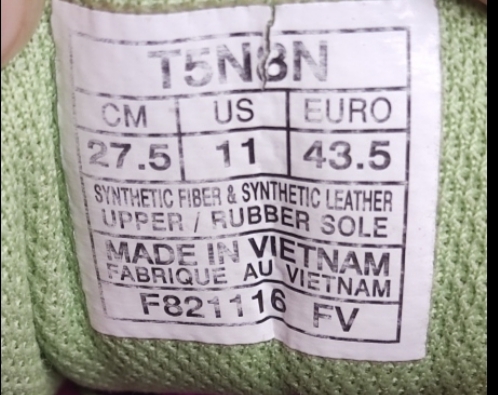 T5N8N
CM US EURO
27.5 11 43.5
SYNTHETIC FIBER & SYNTHETIC LEATHER
UPPER / RUBBER SOLE
MADE IN VIETNAM
FABRIQUE AU VIETNAM
F821116 FV